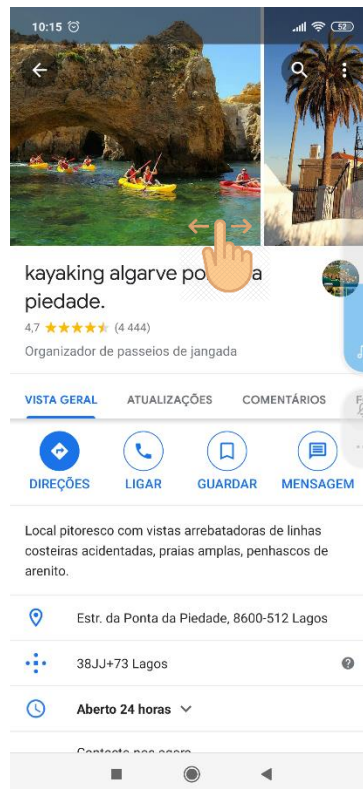 10:15
52
kayaking algarve po a
piedade.
4,7 (4 444)
Organizador de passeios de jangada
VISTA GERAL ATUALIZAÇÕES COMENTÁRIOS
DIREÇÕES LIGAR GUARDAR MENSAGEM
Local pitoresco com vistas arrebatadoras de linhas
costeiras acidentadas, praias amplas, penhascos de
arenito.
Estr. da Ponta da Piedade, 8600-512 Lagos
38JJ+73 Lagos
Aberto 24 horas